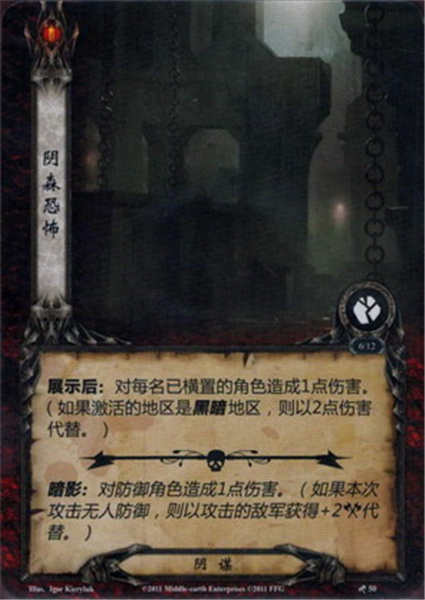 阴森恐怖
6/12
展示后：对每名已横置的角色造成1点伤害。
（如果激活的地区是黑暗地区，则以2点伤害
代替。）
暗影：对防御角色造成1点伤害。（如果本次
攻击无人防御，则以攻击的敌军获得+2代
替。）
阴谋
Illus. Igor Kieryluk
©2011 Middle-earth Enterprises ©2011 FFG
50